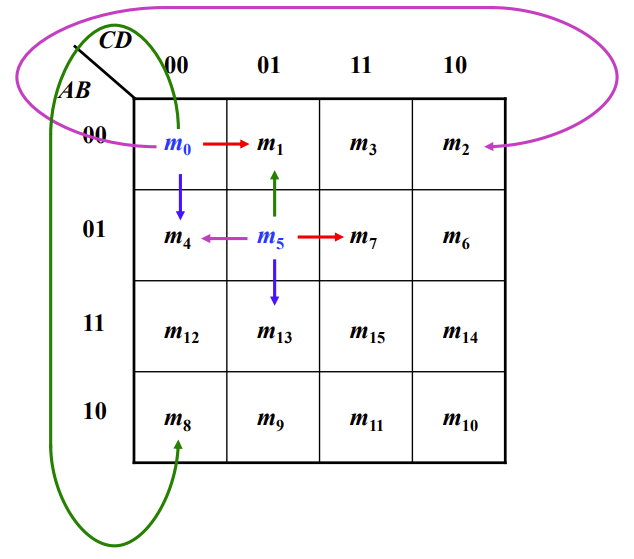 CD
AB
00 01 11 10
00 m₀ m₁ m₃ m₂
01 m₄ m₅ m₇ m₆
11 m₁₂ m₁₃ m₁₅ m₁₄
10 m₈ m₉ m₁₁ m₁₀